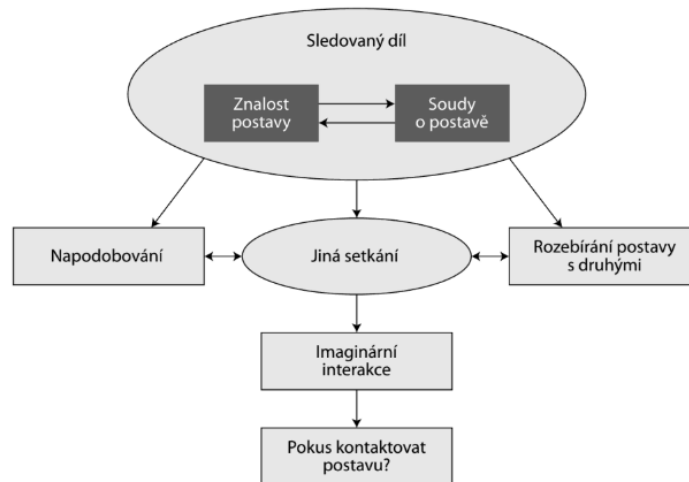 Sledovaný díl
Znalost
postavy
Soudy
o postavě
Napodobování
Jiná setkání
Rozebírání postavy
s druhými
Imaginární
interakce
Pokus kontaktovat
postavu?